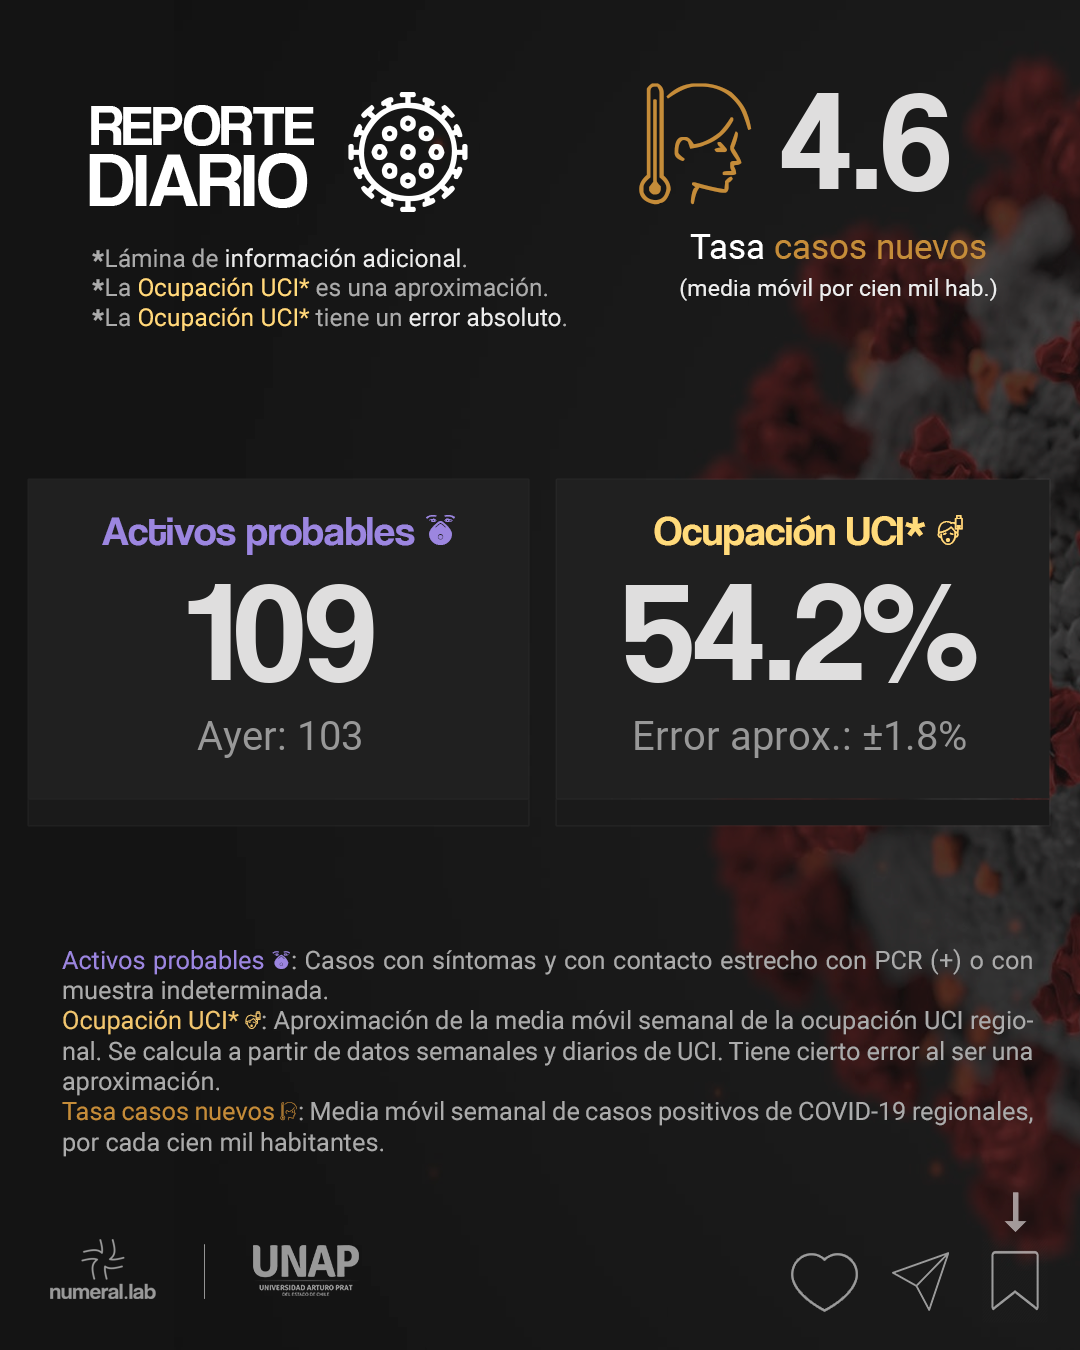 REPORTE
DIARIO
*Lámina de información adicional.
*La Ocupación UCI* es una aproximación.
*La Ocupación UCI* tiene un error absoluto.
4.6
Tasa casos nuevos
(media móvil por cien mil hab.)
Activos probables
109
Ayer: 103
Ocupación UCI*
54.2%
Error aprox.: ±1.8%
Activos probables : Casos con síntomas y con contacto estrecho con PCR (+) o con
muestra indeterminada.
Ocupación UCI* : Aproximación de la media móvil semanal de la ocupación UCI regio-
nal. Se calcula a partir de datos semanales y diarios de UCI. Tiene cierto error al ser una
aproximación.
Tasa casos nuevos : Media móvil semanal de casos positivos de COVID-19 regionales,
por cada cien mil habitantes.
numeral.lab
UNAP
UNIVERSIDAD ARTURO PRAT
DEL ESTADO DE CHILE